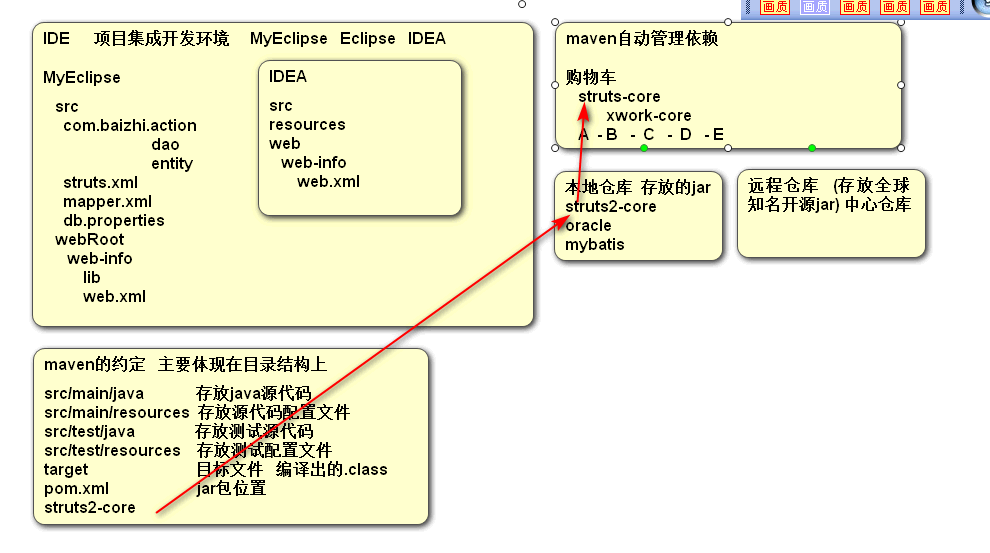 画质 画质 画质 画质 画质
IDE 项目集成开发环境 MyEclipse Eclipse IDEA
MyEclipse
src
com.baizhi.action
dao
entity
struts.xml
mapper.xml
db.properties
webRoot
web-info
lib
web.xml
IDEA
src
resources
web
web-info
web.xml
maven自动管理依赖
购物车
struts-core
xwork-core
A - B - C - D - E
本地仓库 存放的jar
struts2-core
oracle
mybatis
远程仓库 (存放全球
知名开源jar) 中心仓库
maven的约定 主要体现在目录结构上
src/main/java 存放java源代码
src/main/resources 存放源代码配置文件
src/test/java 存放测试源代码
src/test/resources 存放测试配置文件
target 目标文件 编译出的.class
pom.xml jar包位置
struts2-core